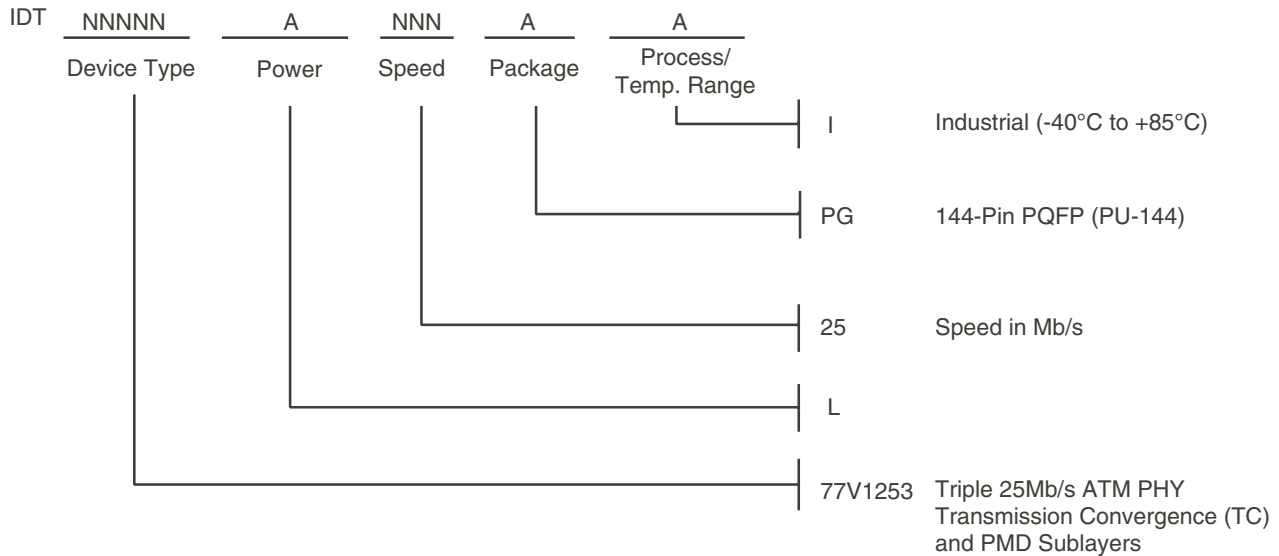 IDT NNNNN A NNN A A
Device Type Power Speed Package Process/
Temp. Range
I Industrial (-40°C to +85°C)
PG 144-Pin PQFP (PU-144)
25 Speed in Mb/s
L
77V1253 Triple 25Mb/s ATM PHY
Transmission Convergence (TC)
and PMD Sublayers